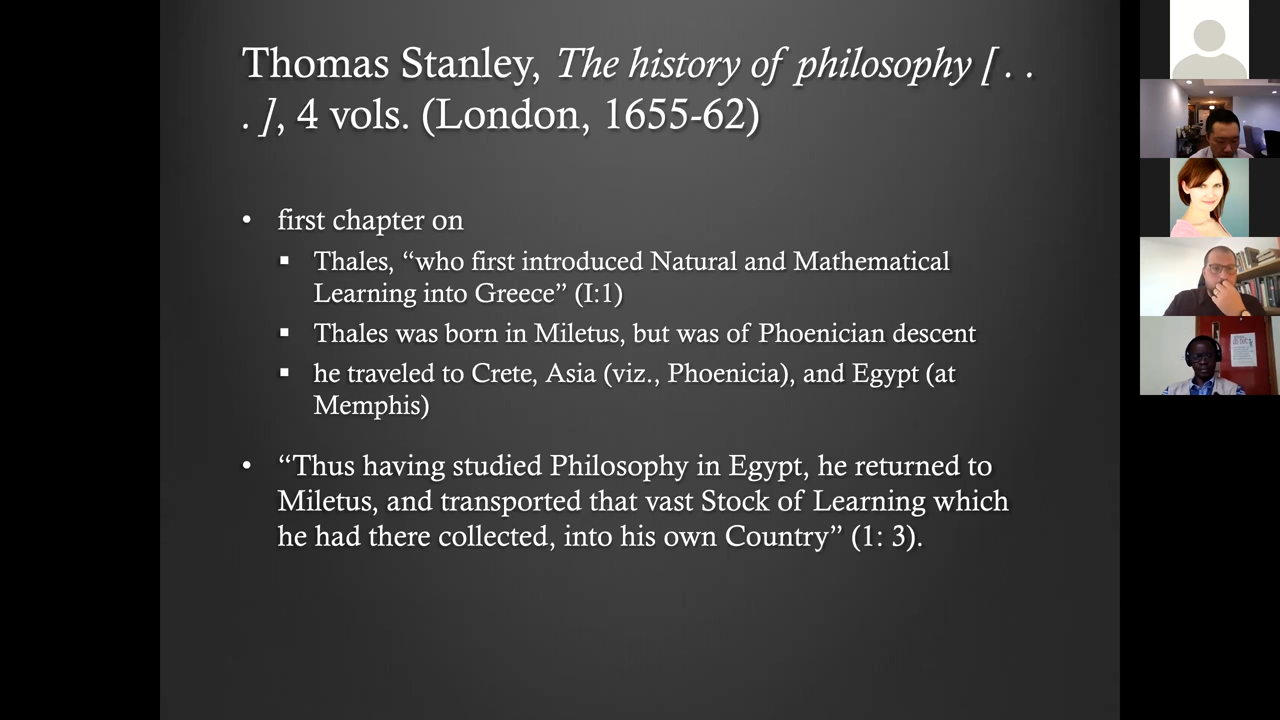 Thomas Stanley, The history of philosophy [ . .
. ], 4 vols. (London, 1655-62)
• first chapter on
▪ Thales, “who first introduced Natural and Mathematical
Learning into Greece” (I:1)
▪ Thales was born in Miletus, but was of Phoenician descent
▪ he traveled to Crete, Asia (viz., Phoenicia), and Egypt (at
Memphis)
• “Thus having studied Philosophy in Egypt, he returned to
Miletus, and transported that vast Stock of Learning which
he had there collected, into his own Country” (1: 3).